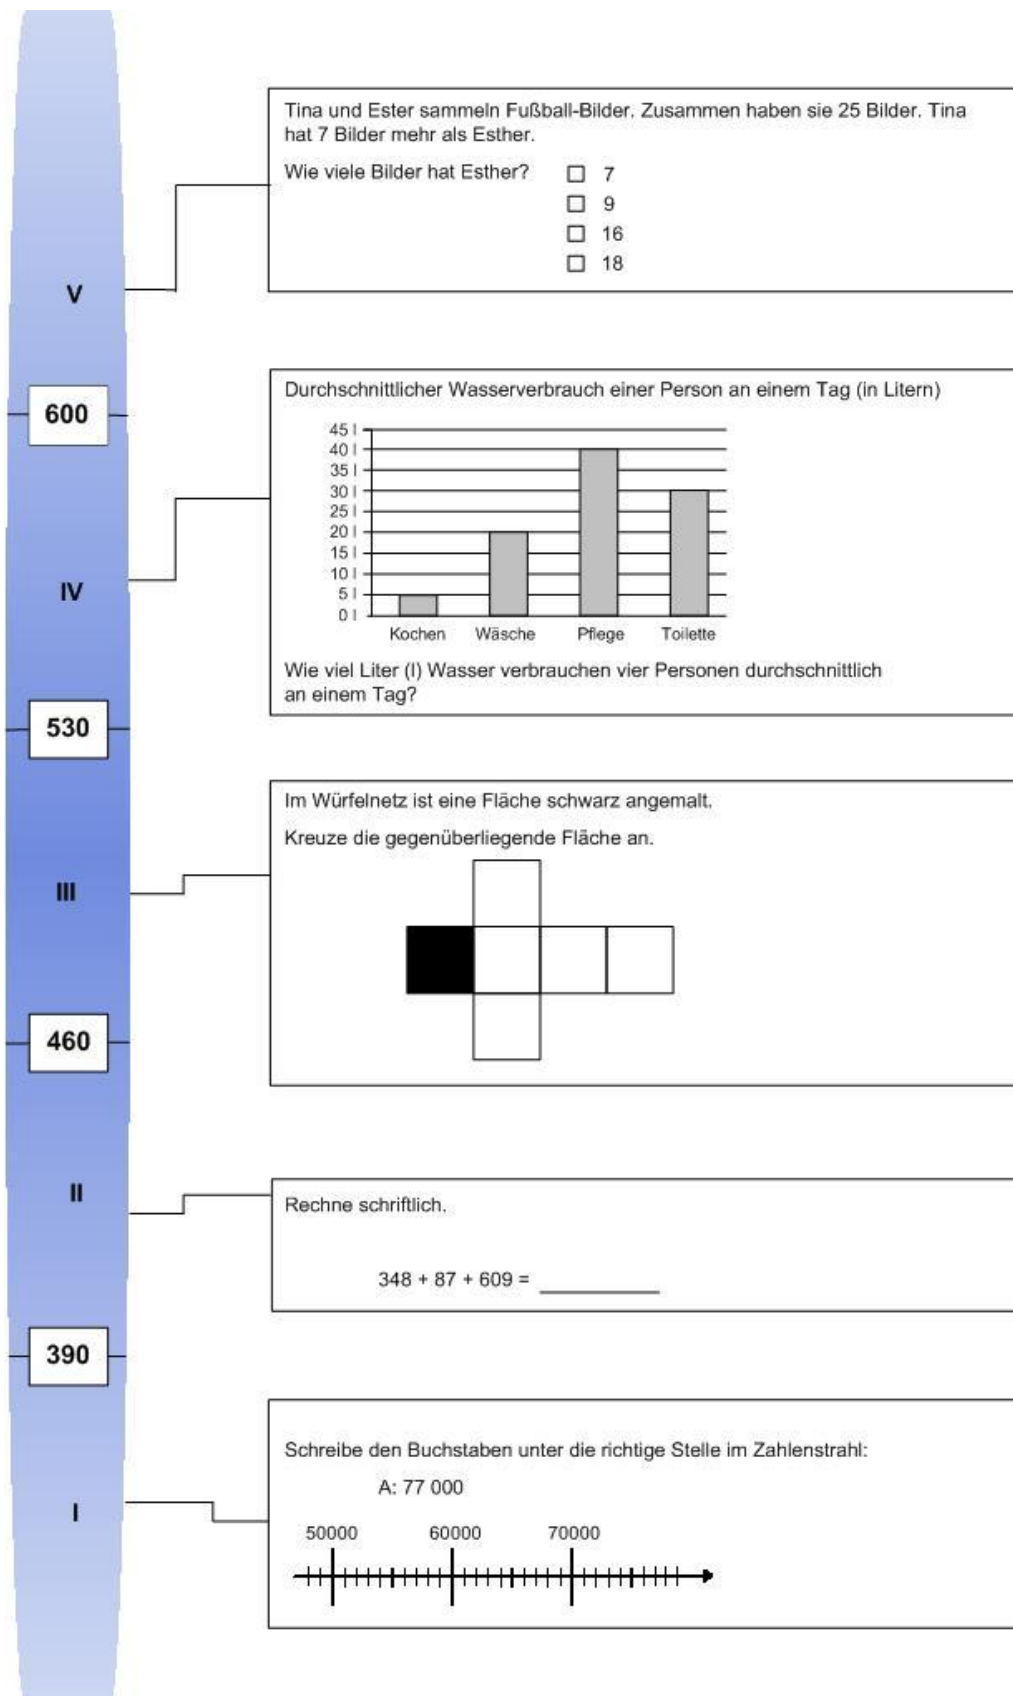 Tina und Ester sammeln Fußball-Bilder. Zusammen haben sie 25 Bilder. Tina
hat 7 Bilder mehr als Esther.
Wie viele Bilder hat Esther?
7
9
16
18
V
600
Durchschnittlicher Wasserverbrauch einer Person an einem Tag (in Litern)
45 l
40 l
35 l
30 l
25 l
20 l
15 l
10 l
5 l
0 l
Kochen Wäsche Pflege Toilette
Wie viel Liter (l) Wasser verbrauchen vier Personen durchschnittlich
an einem Tag?
IV
530
Im Würfelnetz ist eine Fläche schwarz angemalt.
Kreuze die gegenüberliegende Fläche an.
III
460
II
Rechne schriftlich.
348 + 87 + 609 =
390
Schreibe den Buchstaben unter die richtige Stelle im Zahlenstrahl:
A: 77 000
I
50000 60000 70000